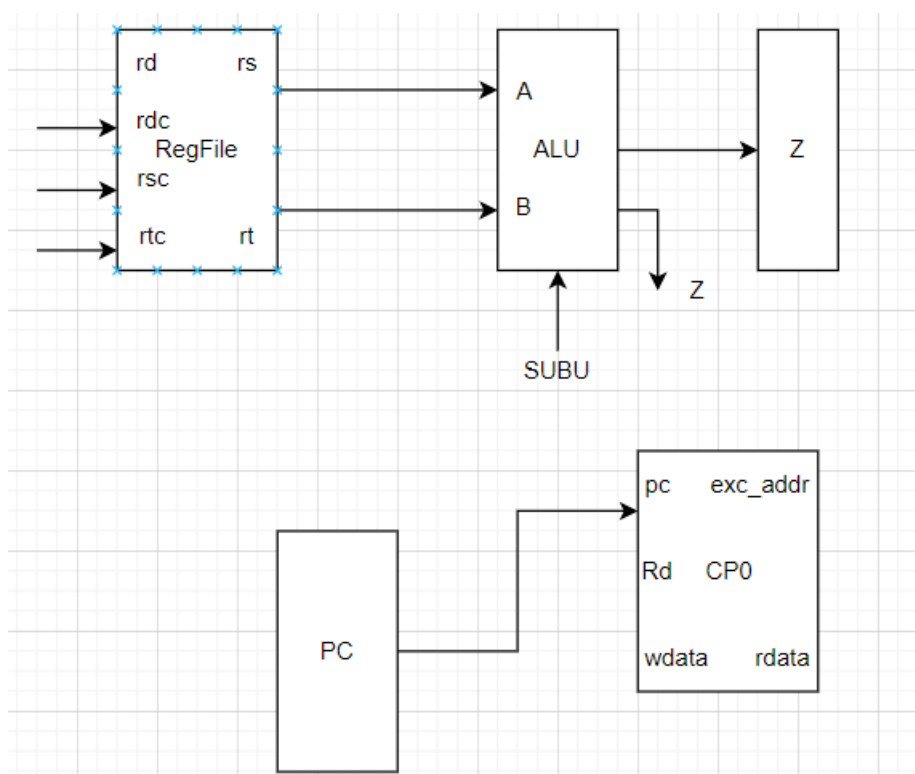 rd rs
rdc
RegFile
rsc
rtc rt
A
ALU
B
Z
Z
SUBU
PC
pc exc_addr
Rd CP0
wdata rdata